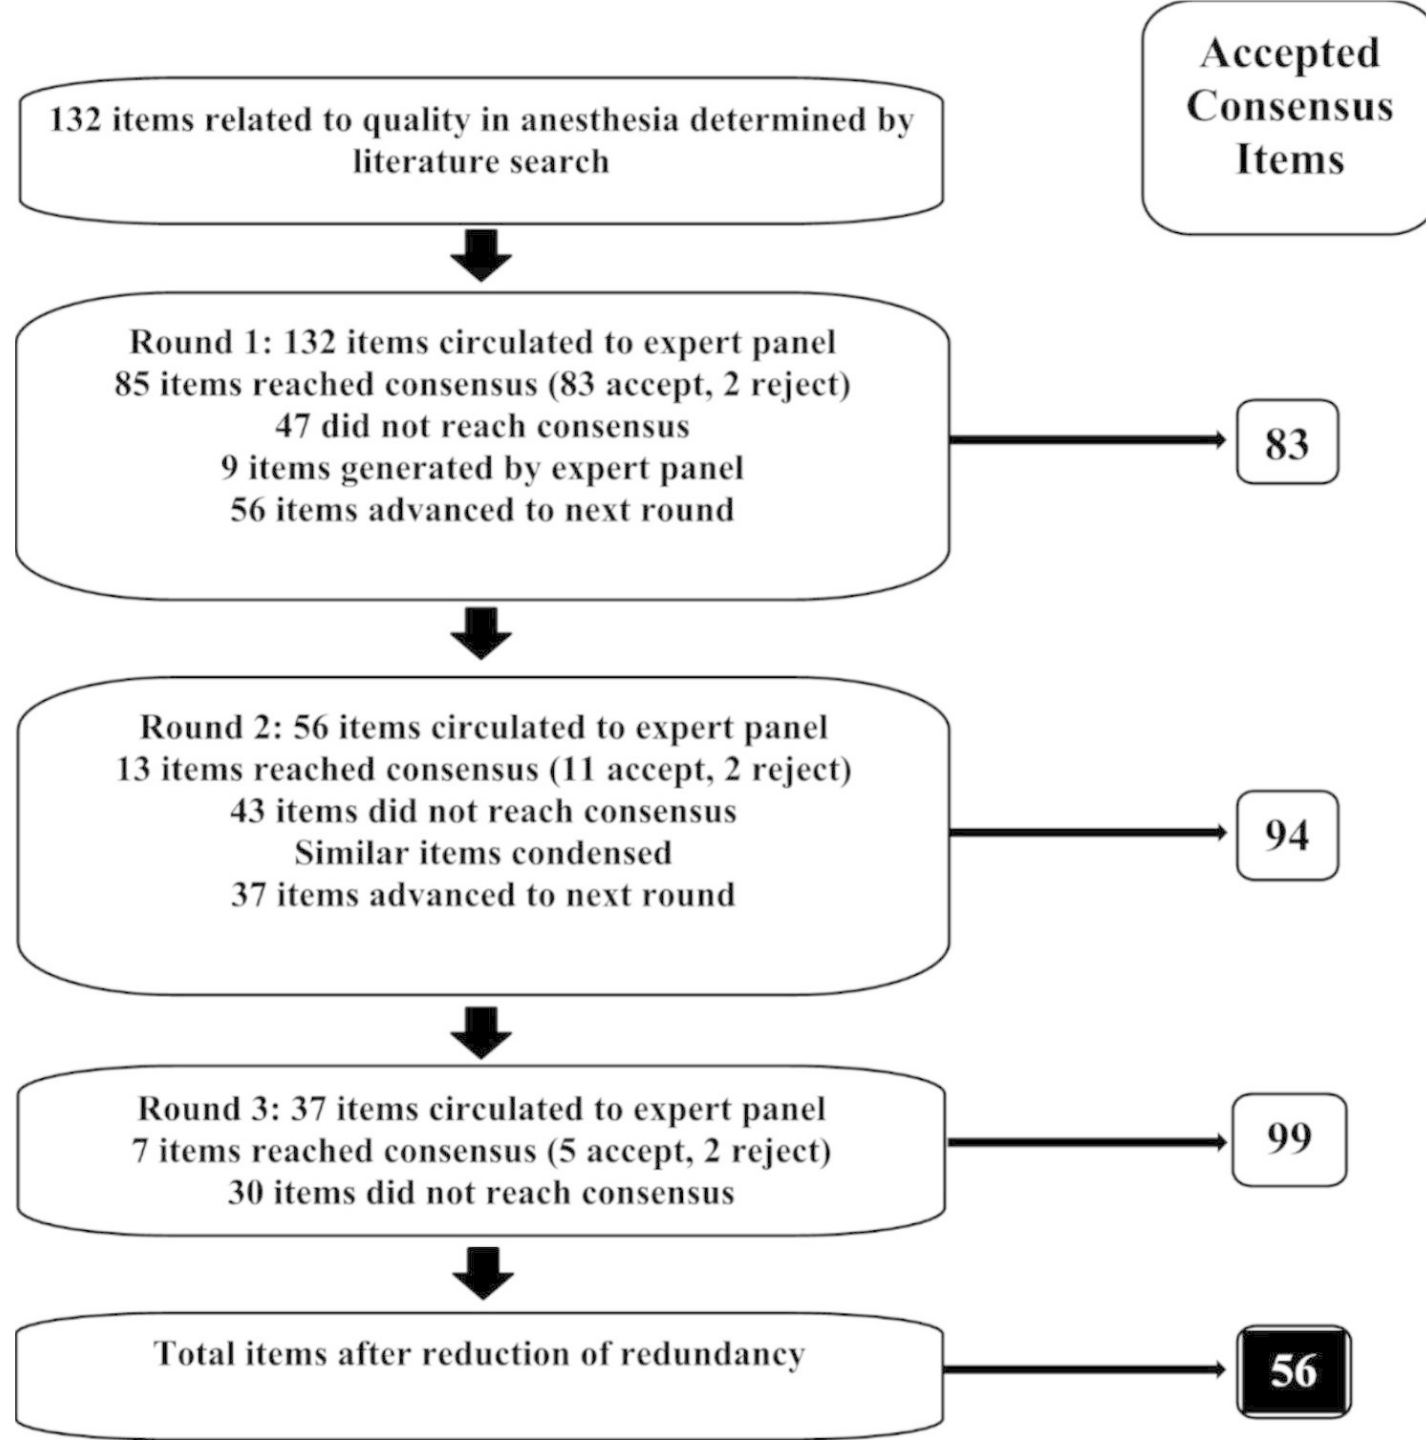 Accepted
Consensus
Items
132 items related to quality in anesthesia determined by
literature search
Round 1: 132 items circulated to expert panel
85 items reached consensus (83 accept, 2 reject)
47 did not reach consensus
9 items generated by expert panel
56 items advanced to next round
83
Round 2: 56 items circulated to expert panel
13 items reached consensus (11 accept, 2 reject)
43 items did not reach consensus
Similar items condensed
37 items advanced to next round
94
Round 3: 37 items circulated to expert panel
7 items reached consensus (5 accept, 2 reject)
30 items did not reach consensus
99
Total items after reduction of redundancy
56